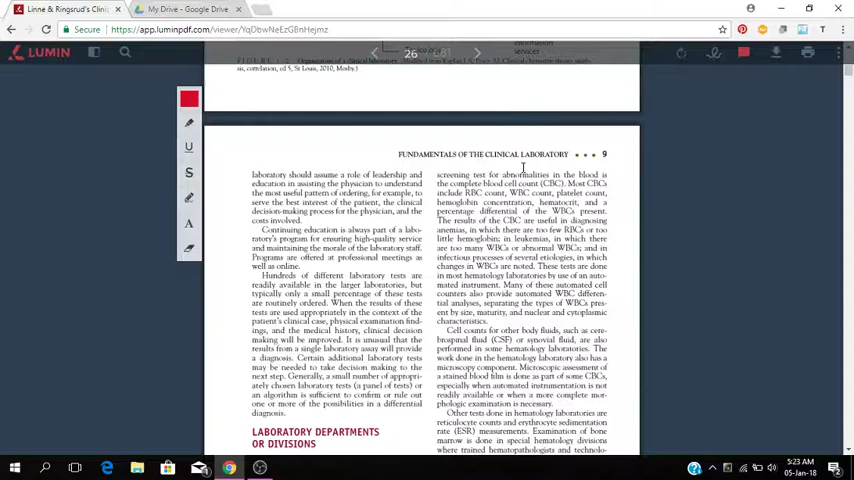 Linne & Ringsrud's Clinic
My Drive - Google Drive
Secure https://app.luminpdf.com/viewer/YqDbwNeEzGBnHejmz
LUMIN
26
information
services
sis, correlation, ed 5, St Louis, 2010, Mosby.)
FUNDAMENTALS OF THE CLINICAL LABORATORY 9
laboratory should assume a role of leadership and
education in assisting the physician to understand
the most useful pattern of ordering, for example, to
serve the best interest of the patient, the clinical
decision-making process for the physician, and the
costs involved.
Continuing education is always part of a labo-
ratory's program for ensuring high-quality service
and maintaining the morale of the laboratory staff.
Programs are offered at professional meetings as
well as online.
Hundreds of different laboratory tests are
readily available in the larger laboratories, but
typically only a small percentage of these tests
are routinely ordered. When the results of these
tests are used appropriately in the context of the
patient's clinical case, physical examination find-
ings, and the medical history, clinical decision
making will be improved. It is unusual that the
results from a single laboratory assay will provide
a diagnosis. Certain additional laboratory tests
may be needed to take decision making to the
next step. Generally, a small number of appropri-
ately chosen laboratory tests (a panel of tests) or
an algorithm is sufficient to confirm or rule out
one or more of the possibilities in a differential
diagnosis.
LABORATORY DEPARTMENTS
OR DIVISIONS
screening test for abnormalities in the blood is
the complete blood cell count (CBC). Most CBCs
include RBC count, WBC count, platelet count,
hemoglobin concentration, hematocrit, and a
percentage differential of the WBCs present.
The results of the CBC are useful in diagnosing
anemias, in which there are too few RBCs or too
little hemoglobin; in leukemias, in which there
are too many WBCs or abnormal WBCs; and in
infectious processes of several etiologies, in which
changes in WBCs are noted. These tests are done
in most hematology laboratories by use of an auto-
mated instrument. Many of these automated cell
counters also provide automated WBC differen-
tial analyses, separating the types of WBCs pres-
ent by size, maturity, and nuclear and cytoplasmic
characteristics.
Cell counts for other body fluids, such as cere-
brospinal fluid (CSF) or synovial fluid, are also
performed in some hematology laboratories. The
work done in the hematology laboratory also has a
microscopy component. Microscopic assessment of
a stained blood film is done as part of some CBCs,
especially when automated instrumentation is not
readily available or when a more complete mor-
phologic examination is necessary.
Other tests done in hematology laboratories are
reticulocyte counts and erythrocyte sedimentation
rate (ESR) measurements. Examination of bone
marrow is done in special hematology divisions
where trained hematopathologists and technolo-
5:23 AM
05-Jan-18